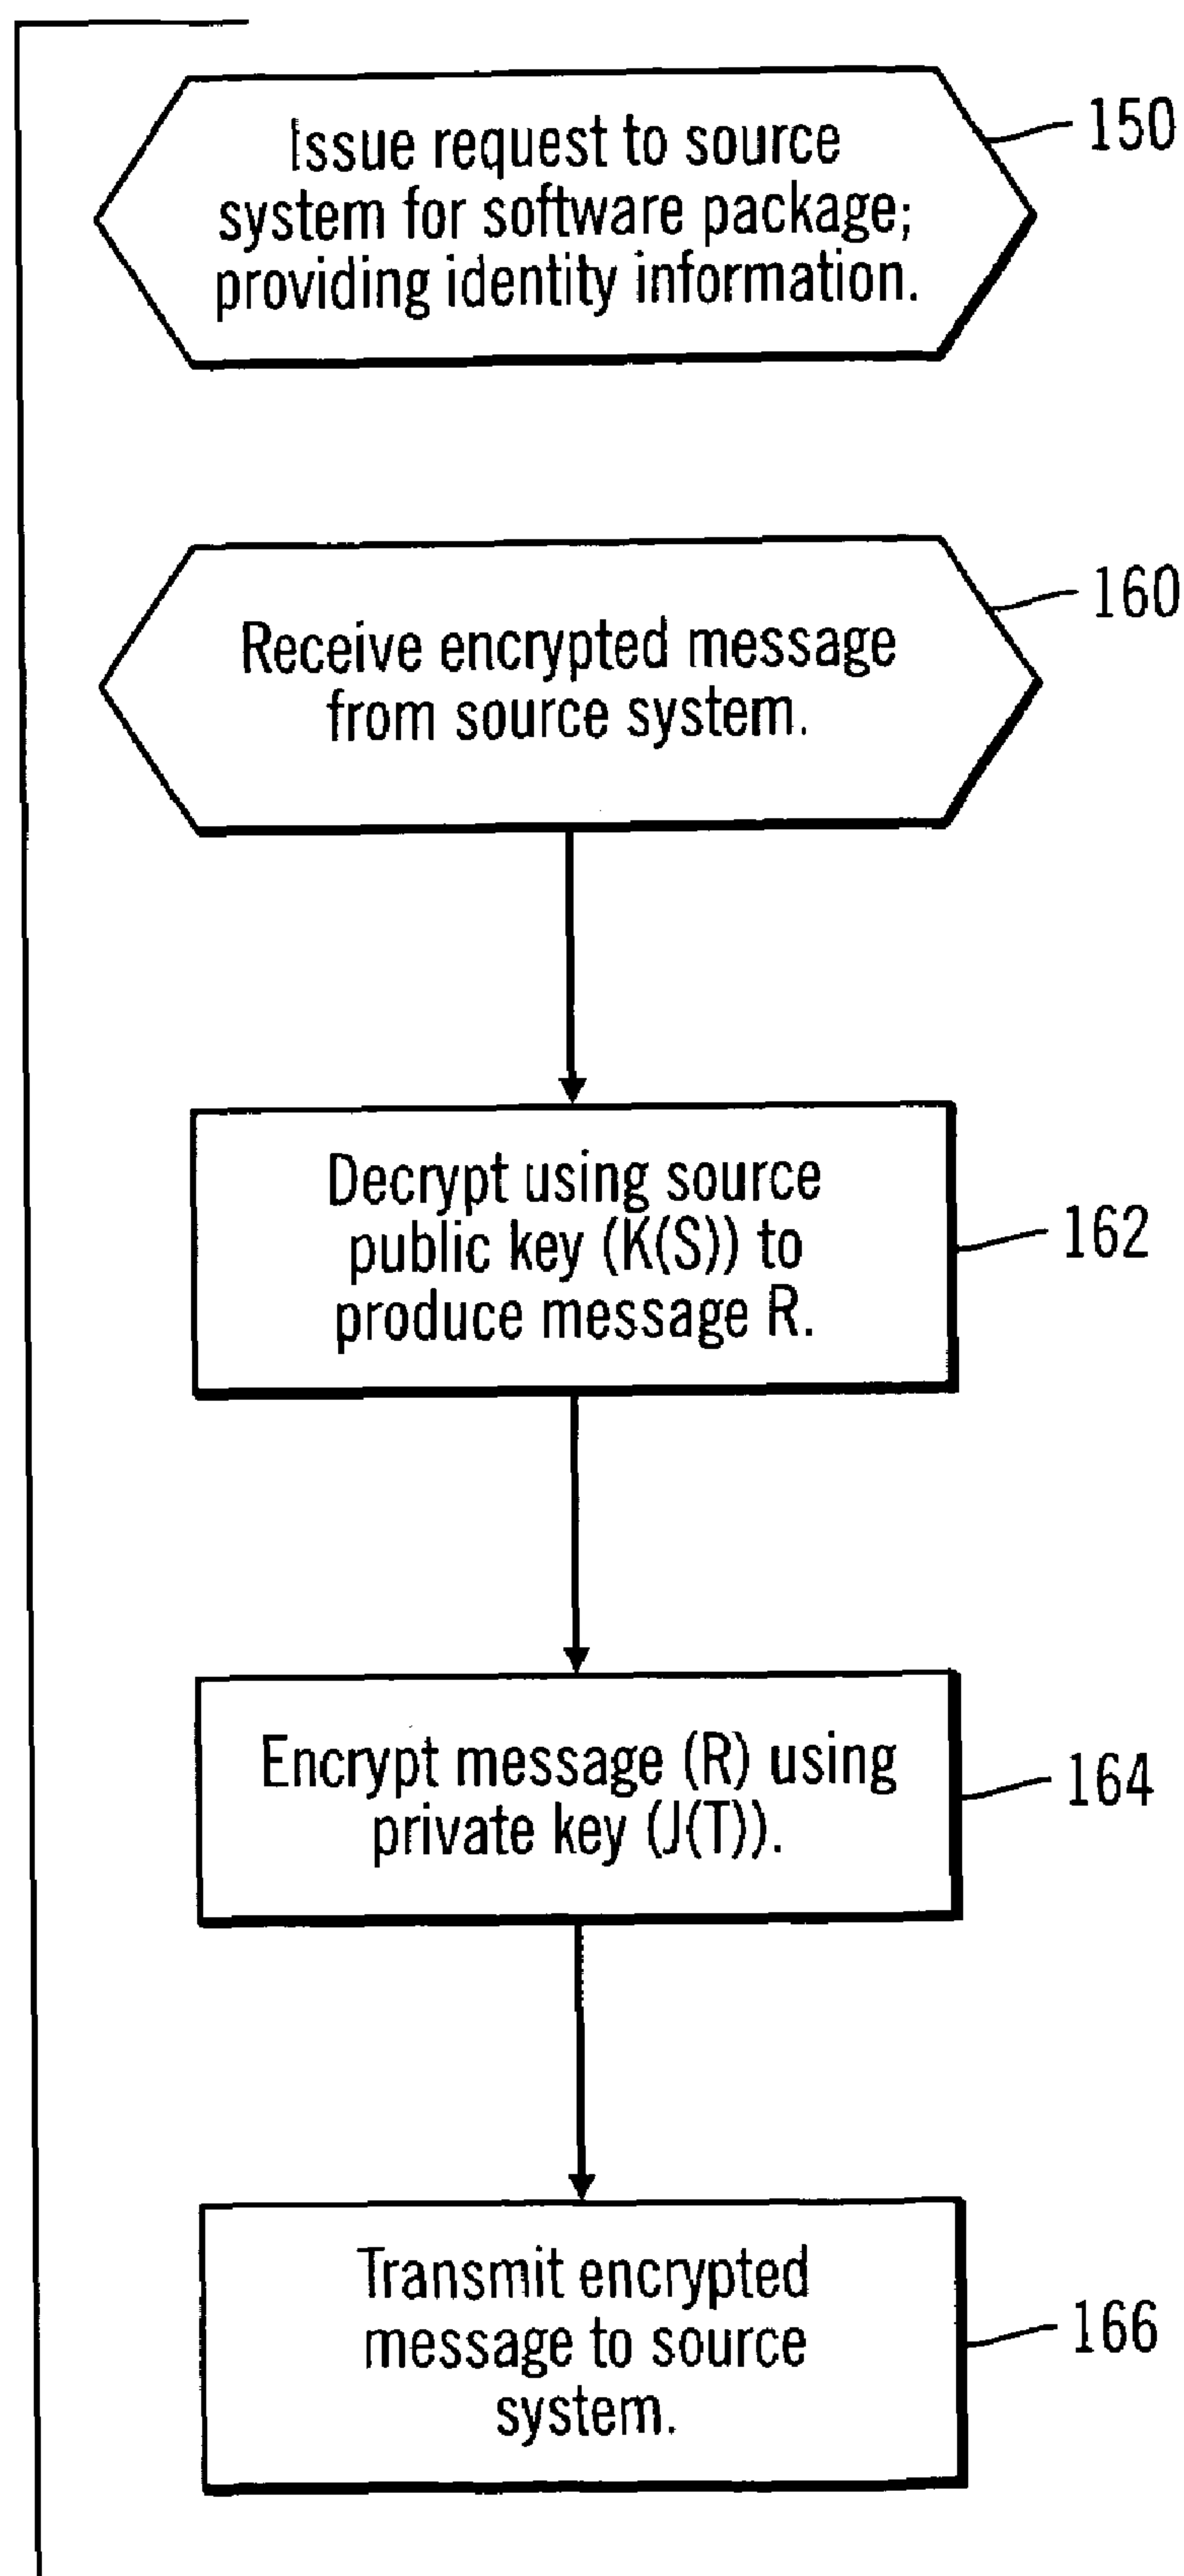 Issue request to source
system for software package;
providing identity information.
150
Receive encrypted message
from source system.
160
Decrypt using source
public key (K(S)) to
produce message R.
162
Encrypt message (R) using
private key (J(T)).
164
Transmit encrypted
message to source
system.
166